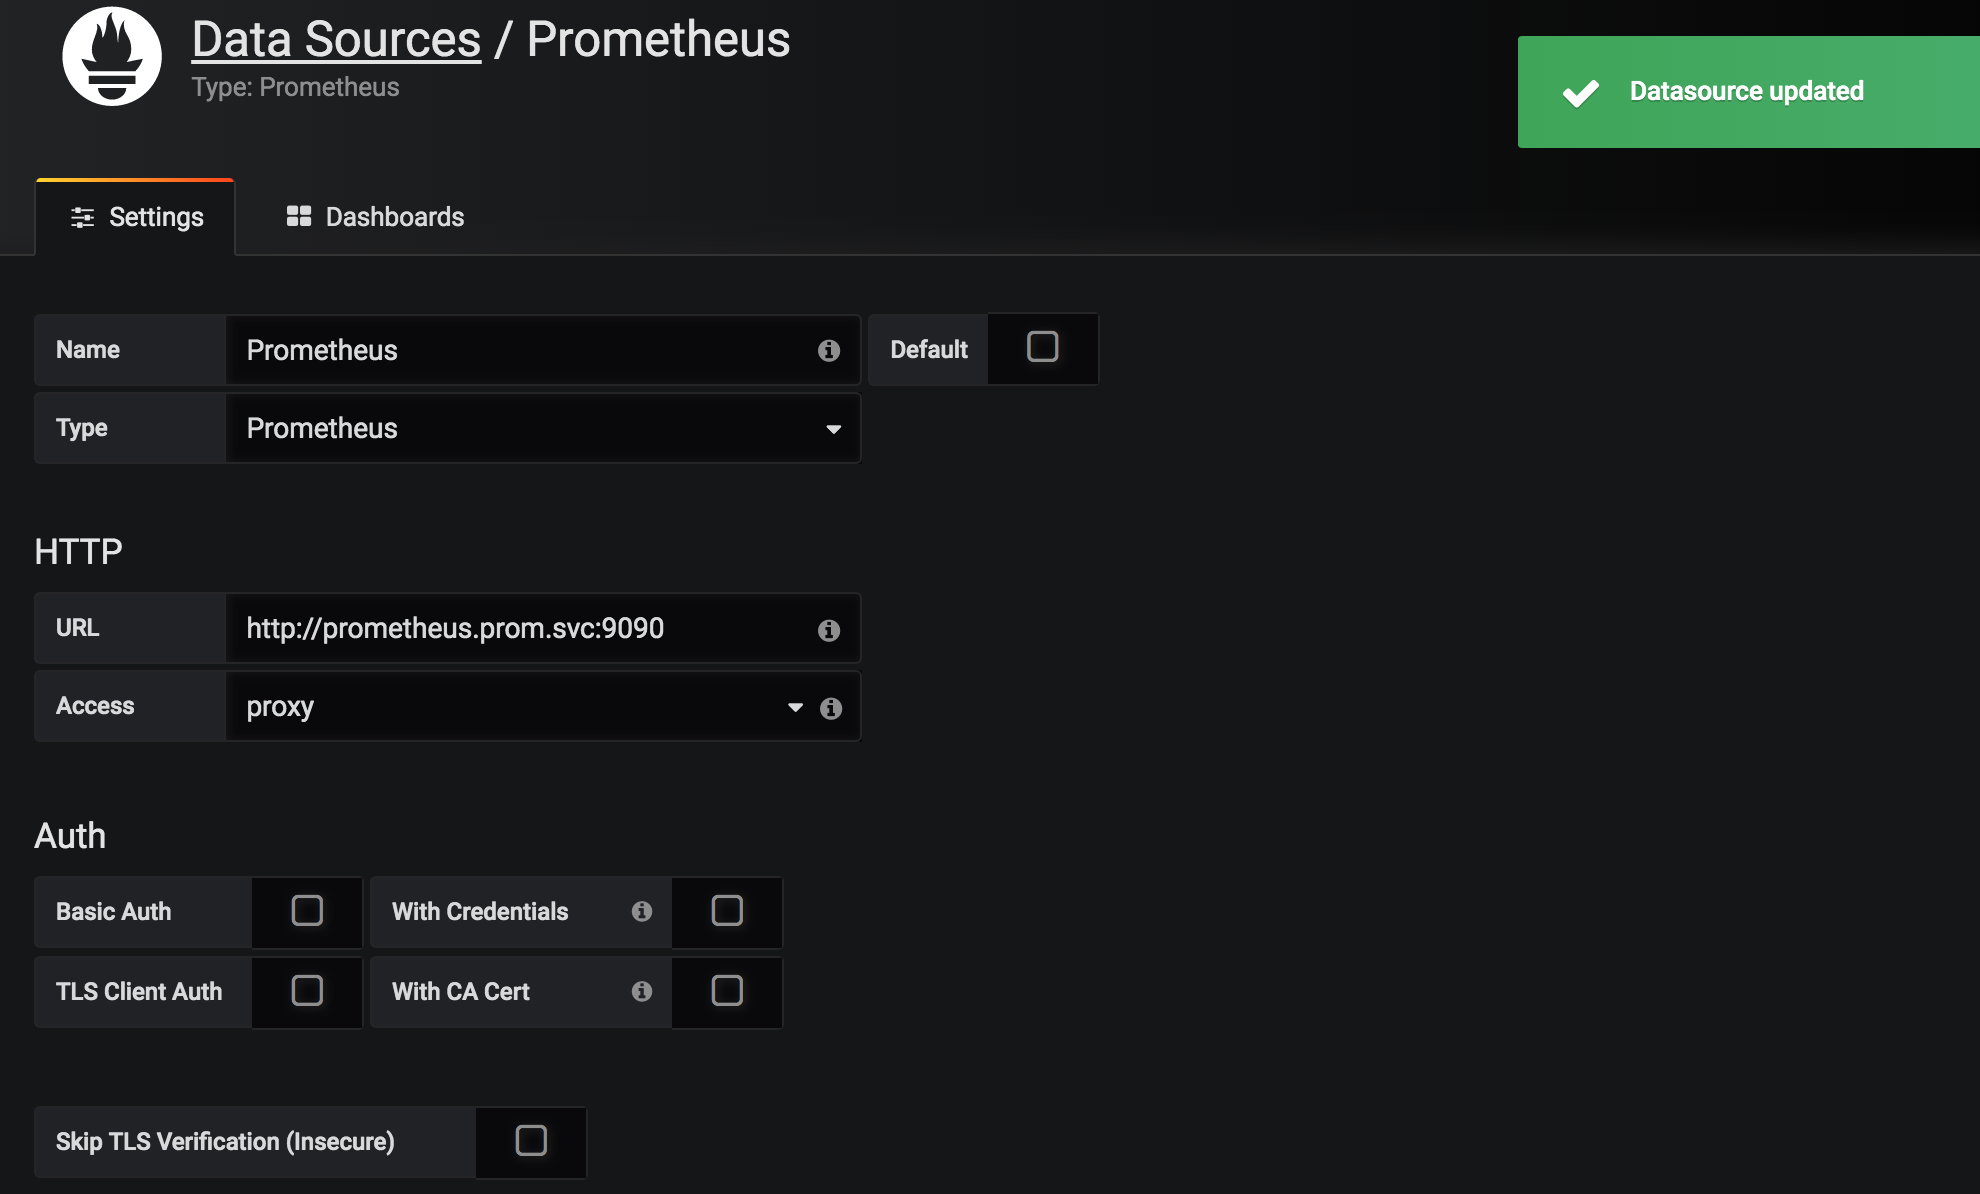 Data Sources / Prometheus
Type: Prometheus
Datasource updated
Settings
Dashboards
Name
Prometheus
Default
Type
Prometheus
HTTP
URL
http://prometheus.prom.svc:9090
Access
proxy
Auth
Basic Auth
With Credentials
TLS Client Auth
With CA Cert
Skip TLS Verification (Insecure)